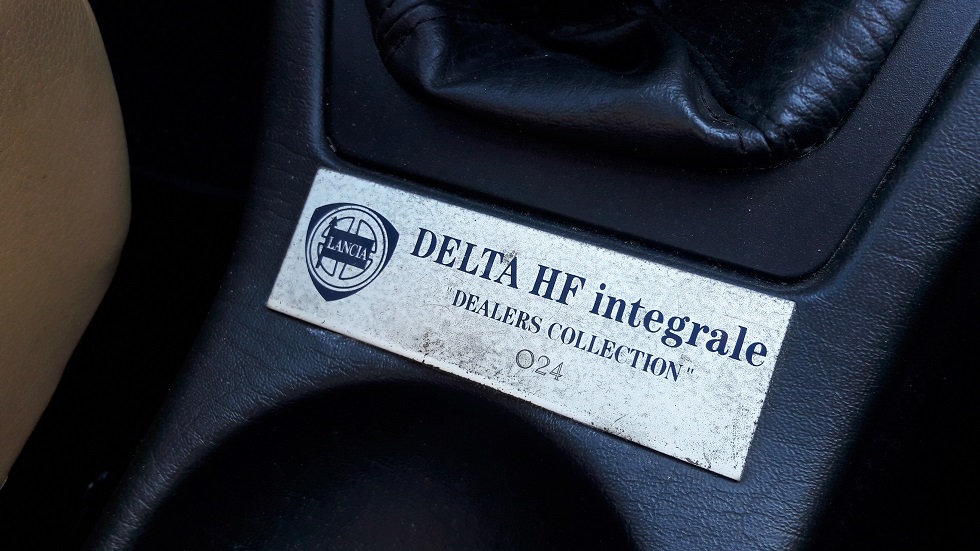 LANCIA
DELTA HF integrale
"DEALERS COLLECTION"
024